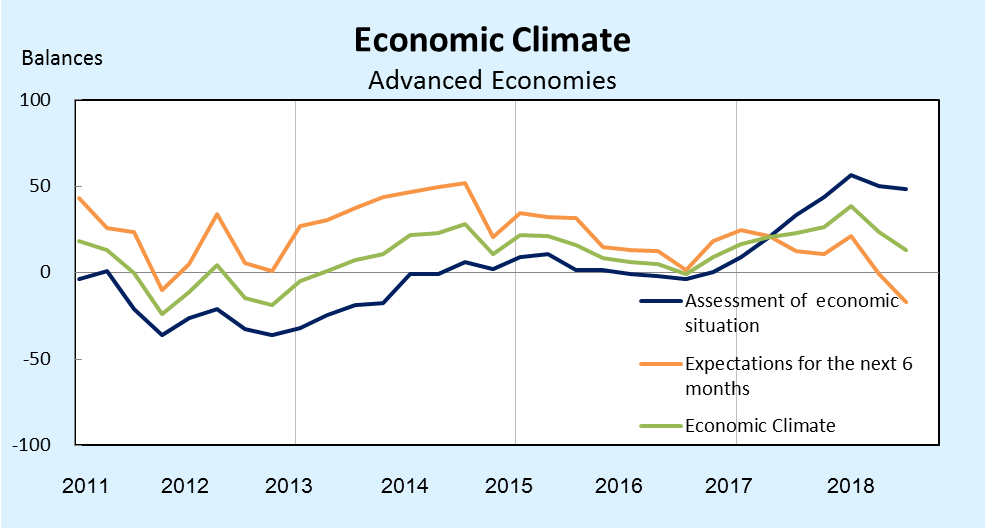 Economic Climate
Balances
Advanced Economies
100
50
0
-50
-100
Assessment of economic
situation
Expectations for the next 6
months
Economic Climate
2011 2012 2013 2014 2015 2016 2017 2018